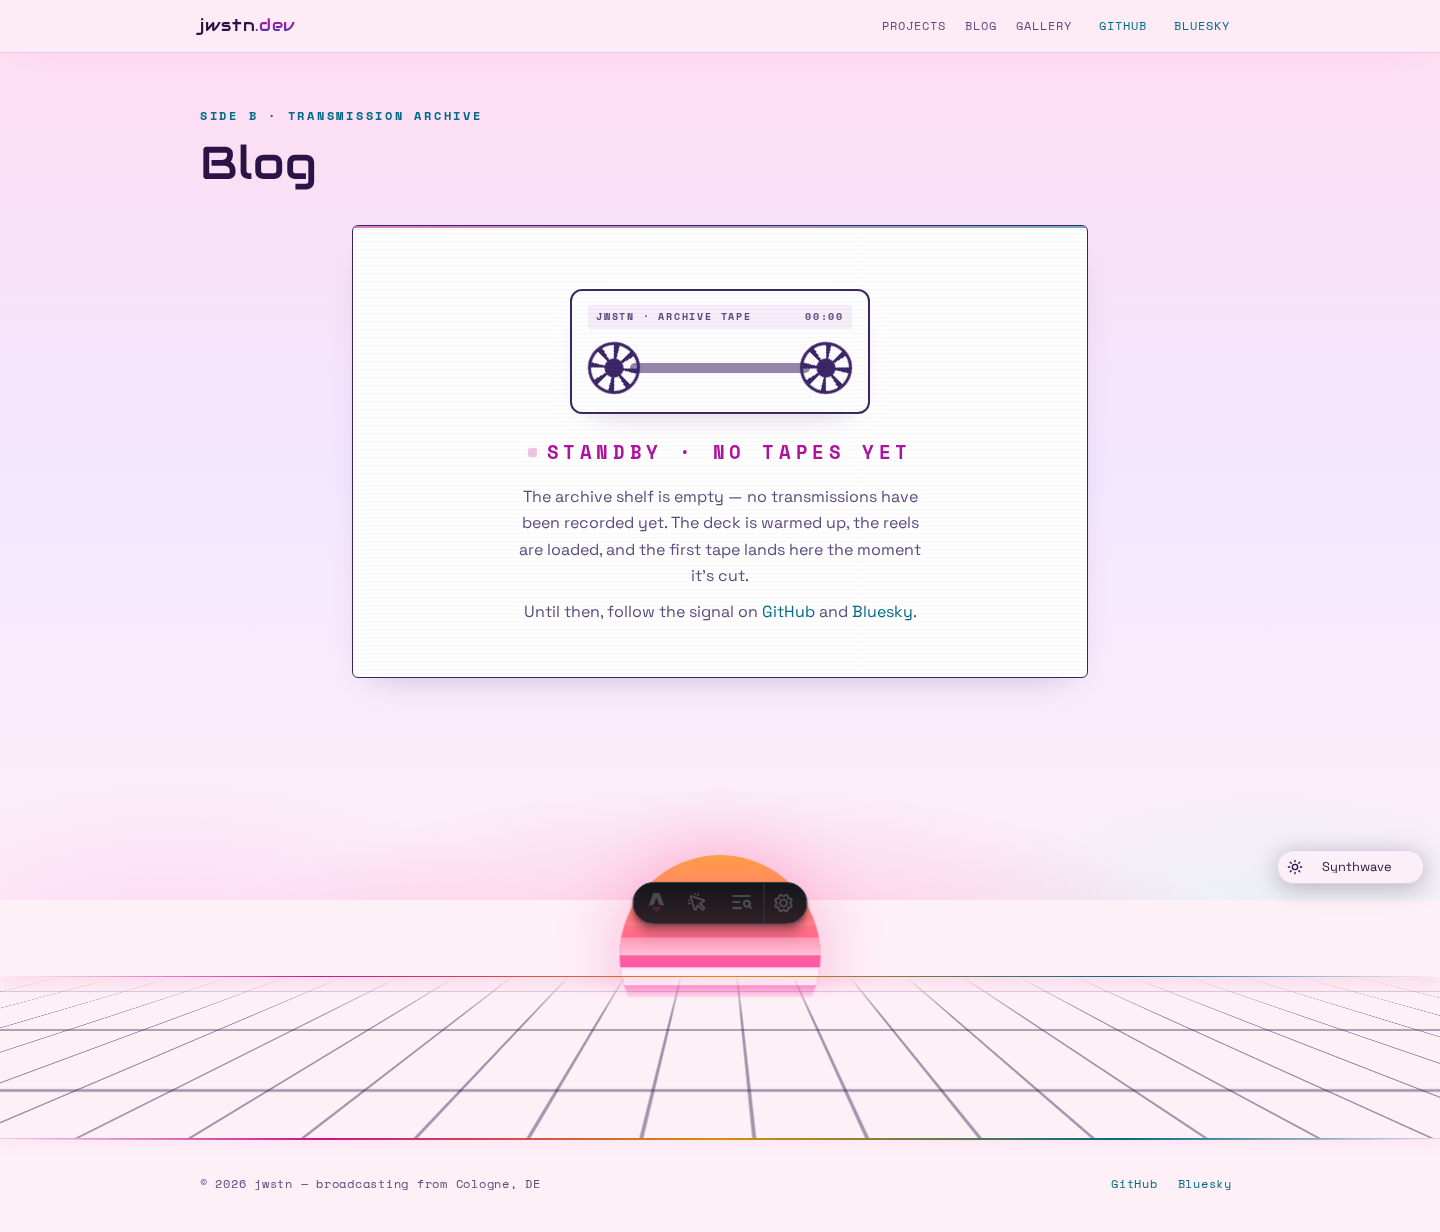 jwstn.dev
PROJECTS BLOG GALLERY GITHUB BLUESKY
SIDE B · TRANSMISSION ARCHIVE
Blog
JWSTN · ARCHIVE TAPE 00:00
STANDBY · NO TAPES YET
The archive shelf is empty — no transmissions have
been recorded yet. The deck is warmed up, the reels
are loaded, and the first tape lands here the moment
it's cut.
Until then, follow the signal on GitHub and Bluesky.
Synthwave
© 2026 jwstn — broadcasting from Cologne, DE
GitHub Bluesky